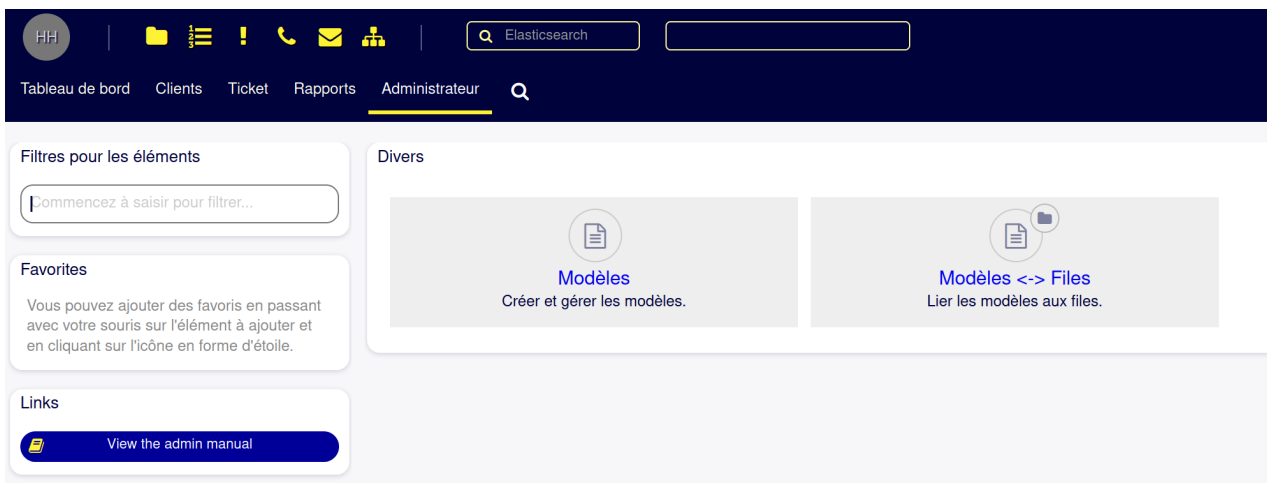 HH
Elasticsearch
Tableau de bord Clients Ticket Rapports Administrateur
Filtres pour les éléments
Commencez à saisir pour filtrer...
Favorites
Vous pouvez ajouter des favoris en passant
avec votre souris sur l'élément à ajouter et
en cliquant sur l'icône en forme d'étoile.
Links
View the admin manual
Divers
Modèles
Créer et gérer les modèles.
Modèles <-> Files
Lier les modèles aux files.